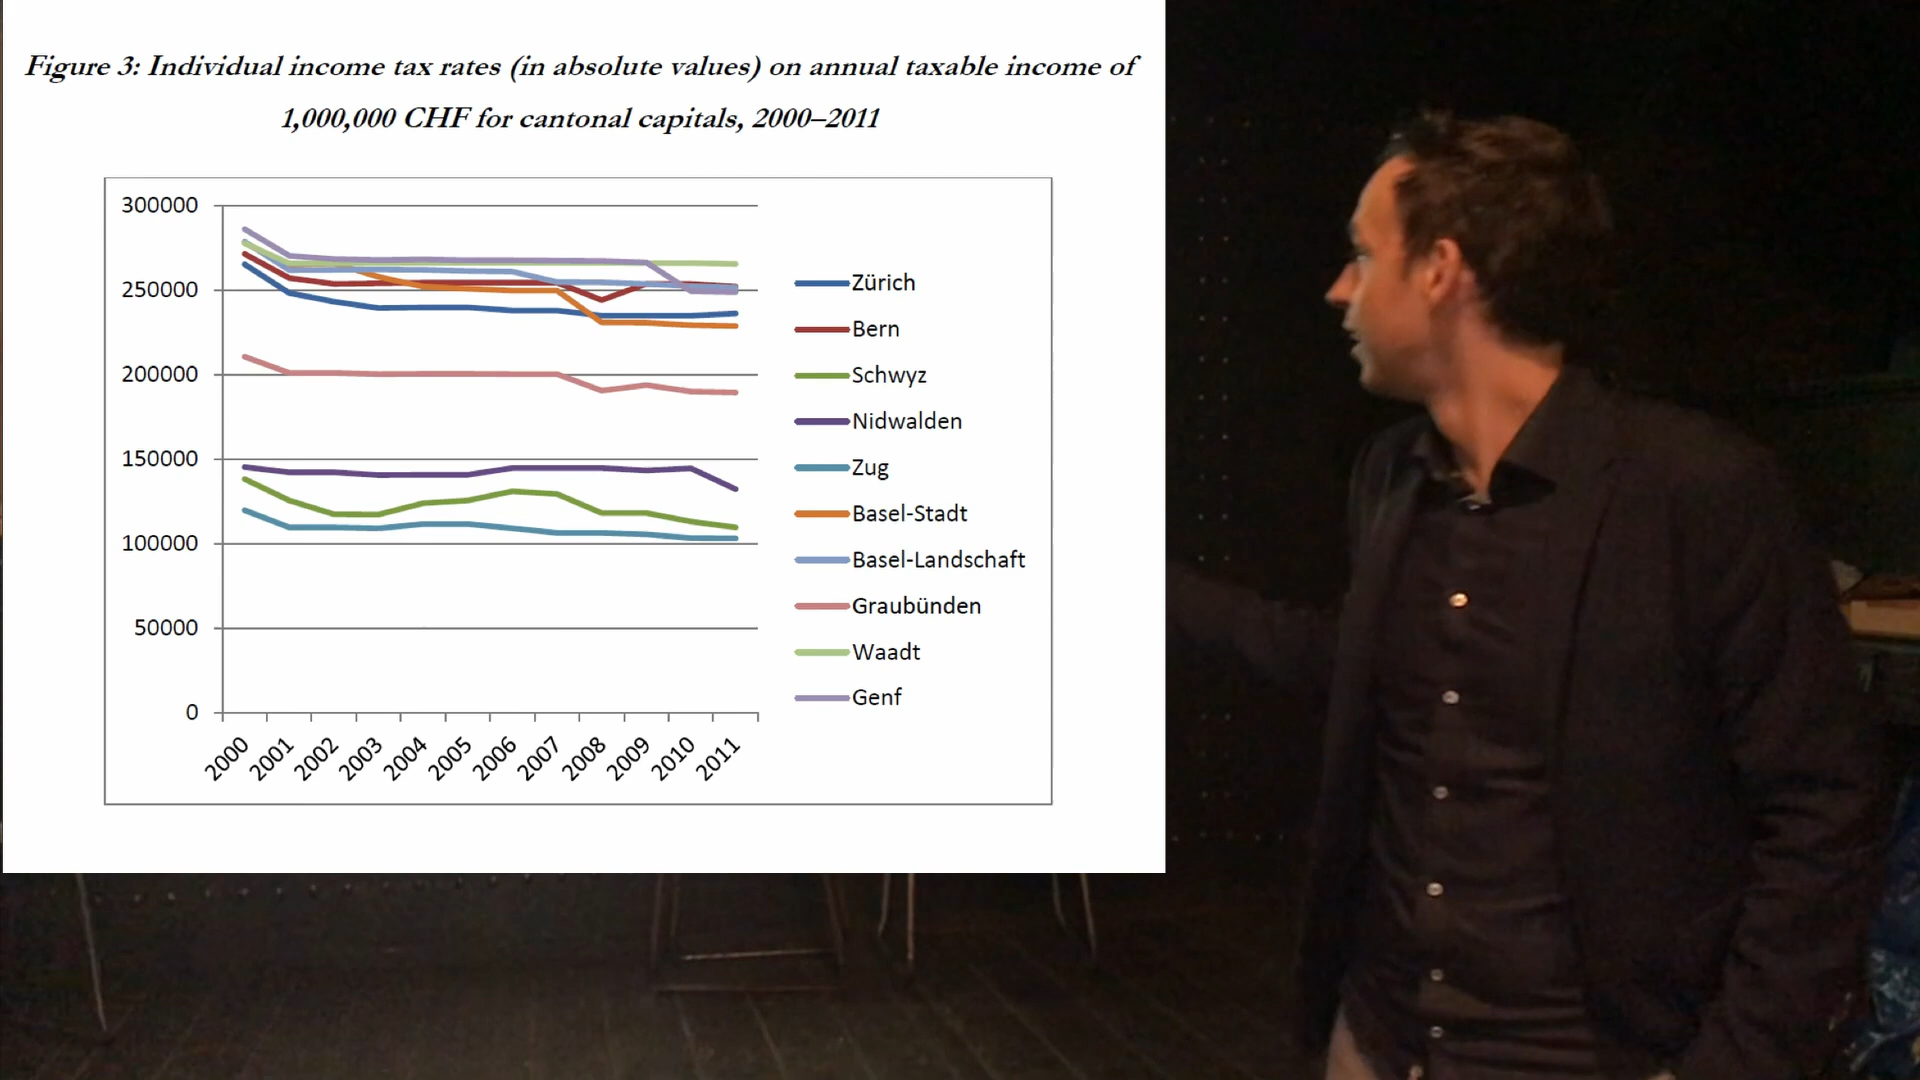 Figure 3: Individual income tax rates (in absolute values) on annual taxable income of
1,000,000 CHF for cantonal capitals, 2000–2011
300000
250000
200000
150000
100000
50000
0
2000
2001
2002
2003
2004
2005
2006
2007
2008
2009
2010
2011
Zürich
Bern
Schwyz
Nidwalden
Zug
Basel-Stadt
Basel-Landschaft
Graubünden
Waadt
Genf